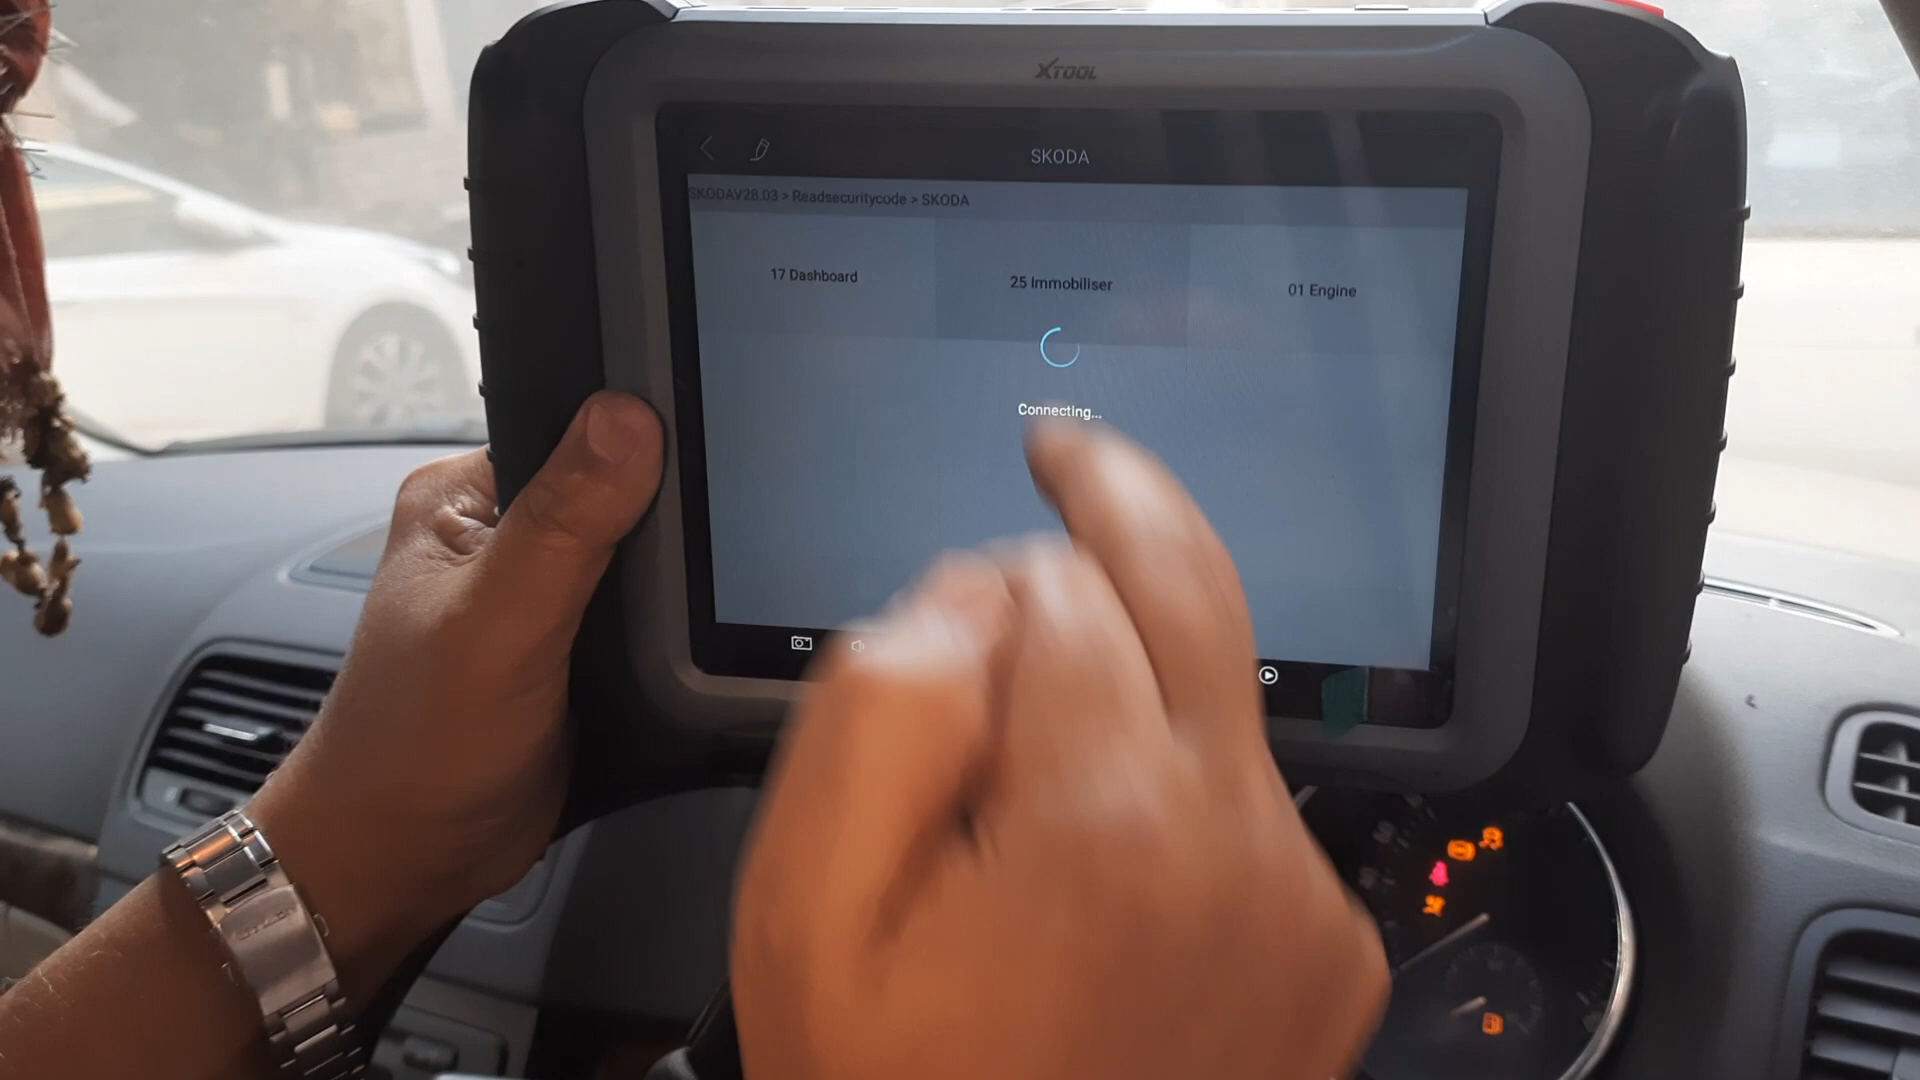 XTOOL
SKODA
SKODAV28.03 > Readsecuritycode > SKODA
17 Dashboard
25 Immobiliser
01 Engine
Connecting...